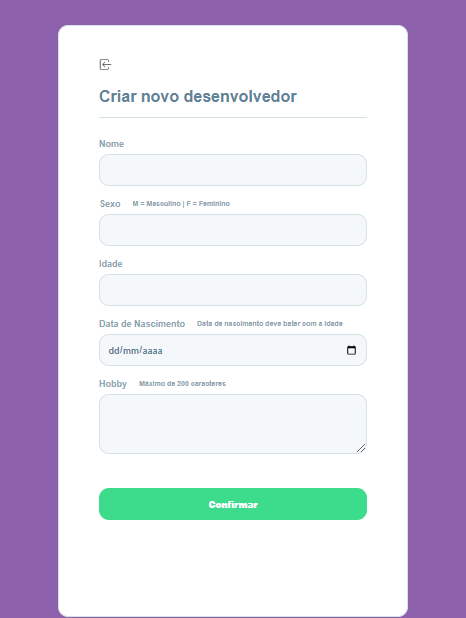 Criar novo desenvolvedor
Nome
Sexo M = Masculino | F = Feminino
Idade
Data de Nascimento Data de nascimento deve bater com a idade
dd/mm/aaaa
Hobby Máximo de 200 caracteres
Confirmar